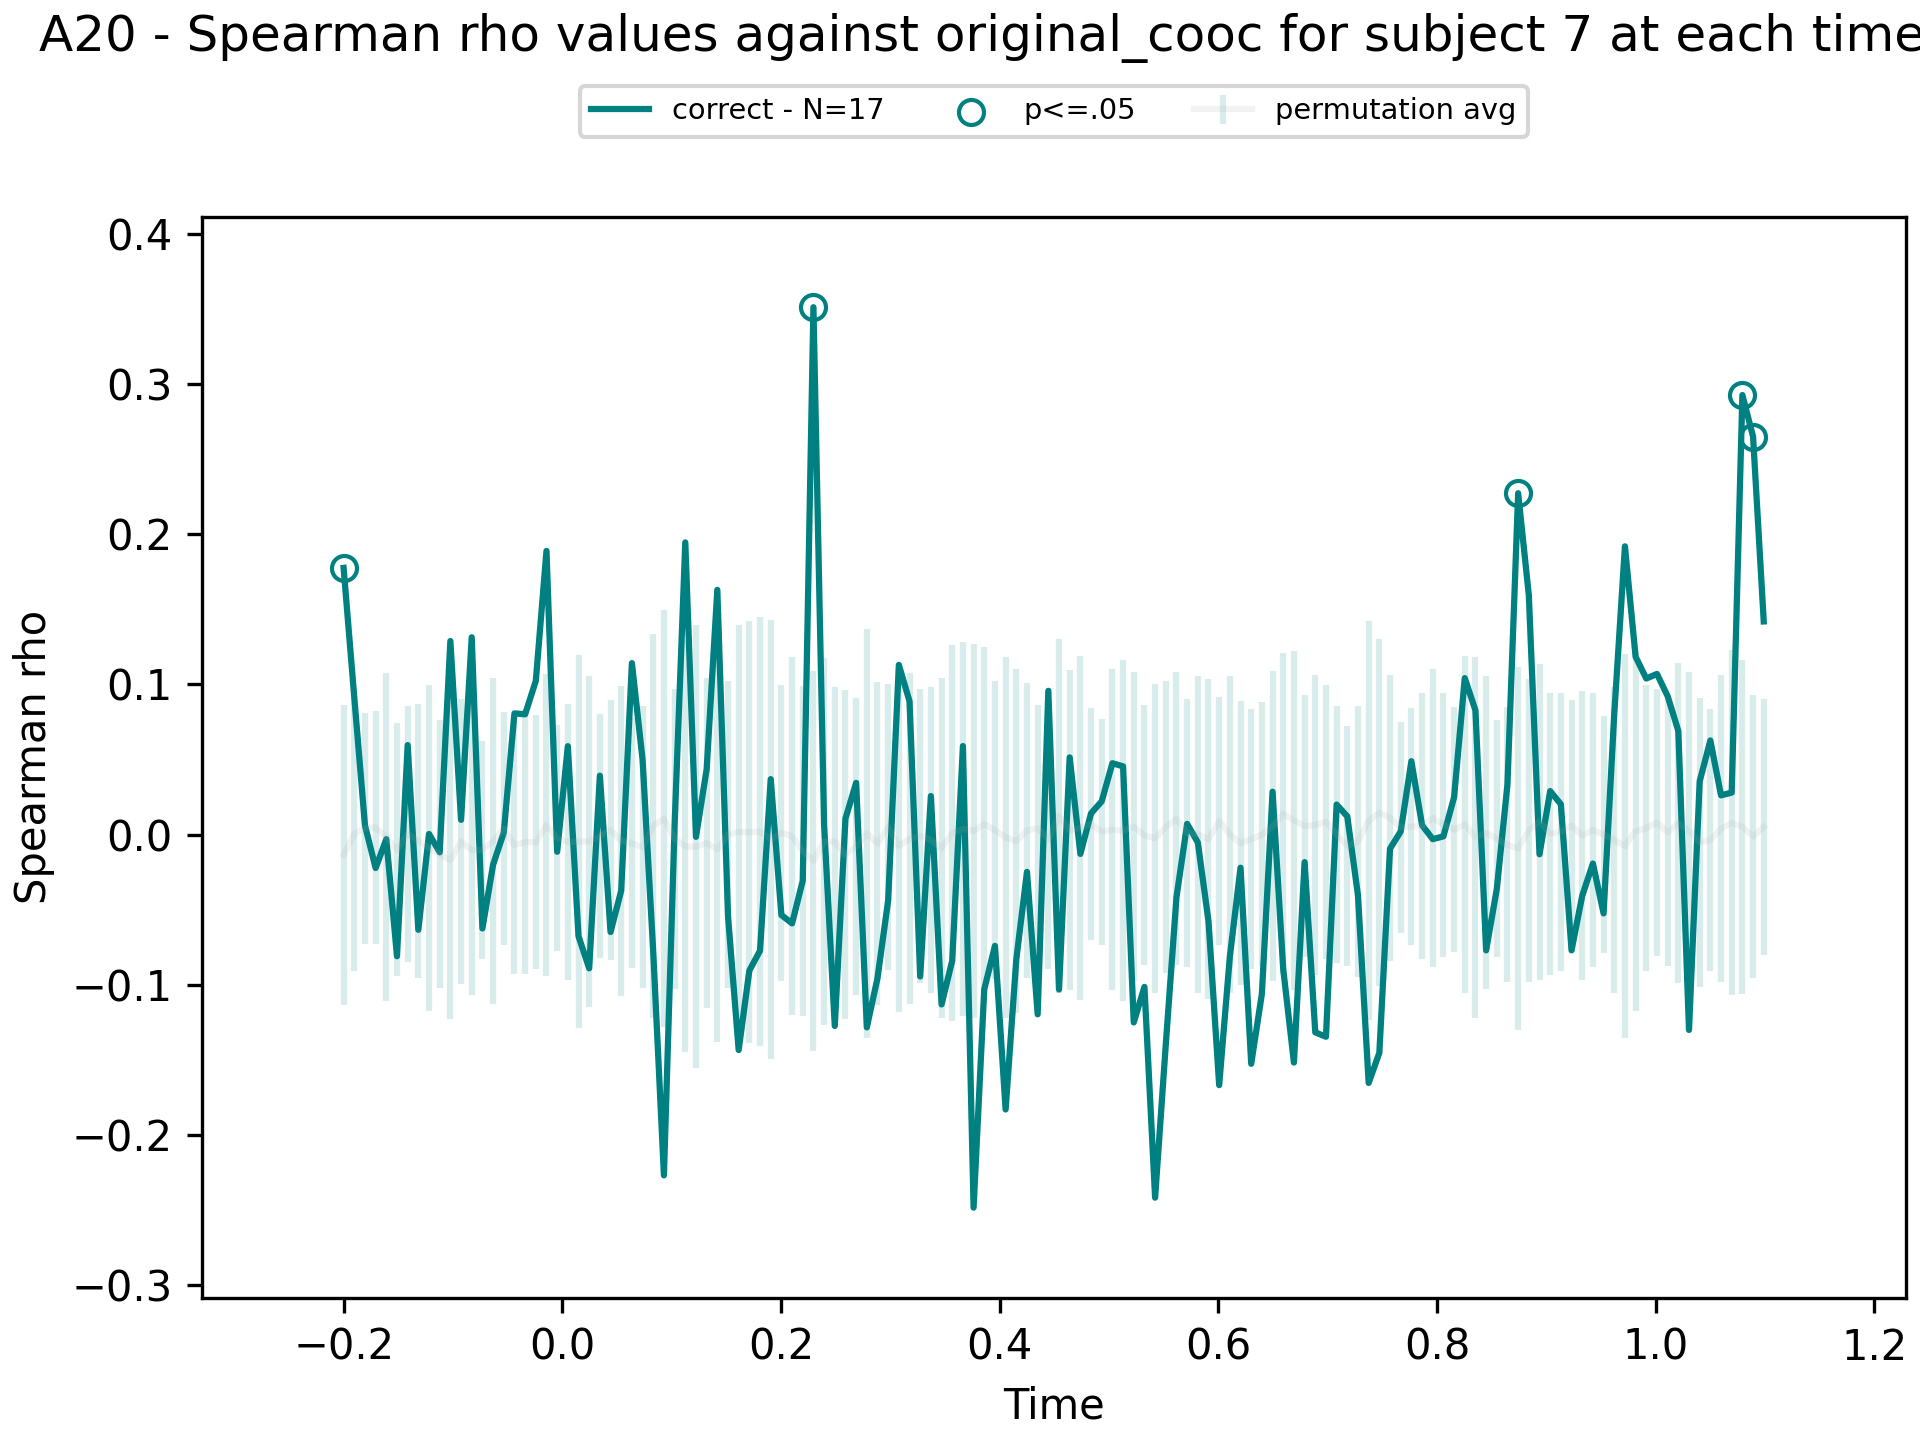 A20 - Spearman rho values against original_cooc for subject 7 at each time
correct - N=17 p<=.05 permutation avg
0.4
0.3
0.2
0.1
0.0
−0.1
−0.2
−0.3
Spearman rho
−0.2 0.0 0.2 0.4 0.6 0.8 1.0 1.2
Time